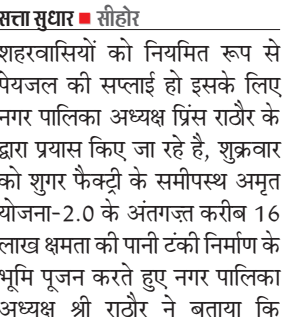 सत्ता सुधार ■ सीहोर
शहरवासियों को नियमित रूप से
पेयजल की सप्लाई हो इसके लिए
नगर पालिका अध्यक्ष प्रिंस राठौर के
द्वारा प्रयास किए जा रहे है, शुक्रवार
को शुगर फैक्ट्री के समीपस्थ अमृत
योजना-2.0 के अंतगज़्त करीब 16
लाख क्षमता की पानी टंकी निर्माण के
भूमि पूजन करते हुए नगर पालिका
अध्यक्ष श्री राठौर ने बताया कि